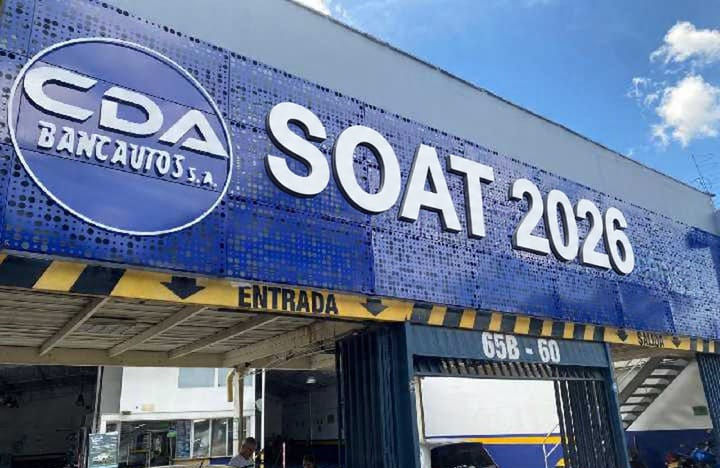 CDA
BANCAUTOS S.A.
SOAT 2026
ENTRADA
SALIDA
65B - 60